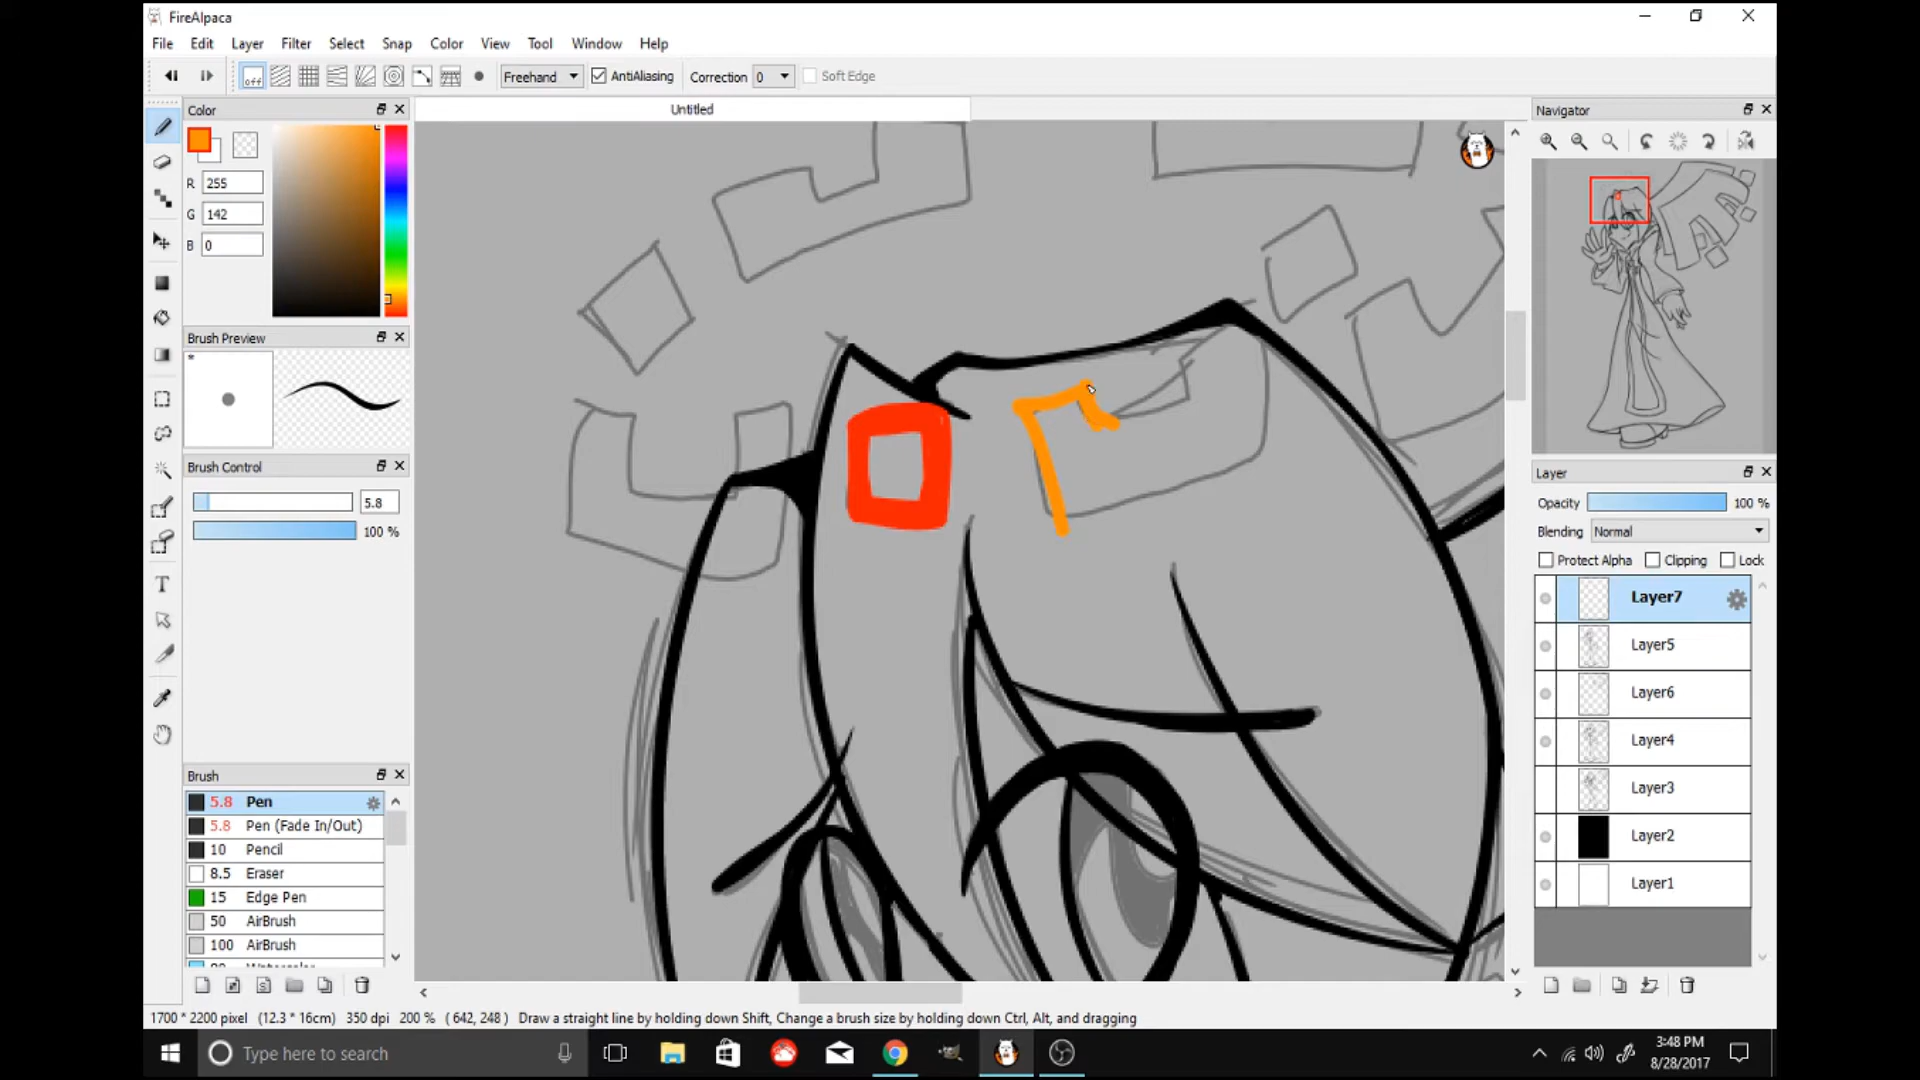 FireAlpaca
File Edit Layer Filter Select Snap Color View Tool Window Help
off Freehand AntiAliasing Correction 0 Soft Edge
Color Untitled Navigator
R 255
G 142
B 0
Brush Preview
*
Brush Control
5.8
100 %
Layer
Opacity 100 %
Blending Normal
Protect Alpha Clipping Lock
Layer7
Layer5
Layer6
Layer4
Layer3
Layer2
Layer1
T
Brush
5.8 Pen
5.8 Pen (Fade In/Out)
10 Pencil
8.5 Eraser
15 Edge Pen
50 AirBrush
100 AirBrush
1700 * 2200 pixel (12.3 * 16cm) 350 dpi 200 % ( 642, 248 ) Draw a straight line by holding down Shift, Change a brush size by holding down Ctrl, Alt, and dragging
Type here to search
3:48 PM
8/28/2017